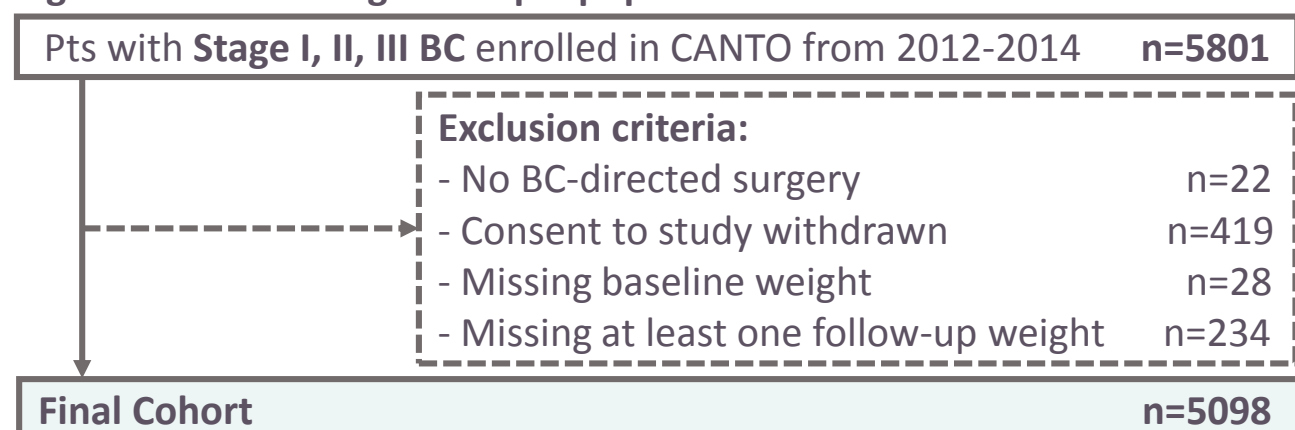 Pts with Stage I, II, III BC enrolled in CANTO from 2012-2014 n=5801
Exclusion criteria:
- No BC-directed surgery n=22
- Consent to study withdrawn n=419
- Missing baseline weight n=28
- Missing at least one follow-up weight n=234
Final Cohort n=5098